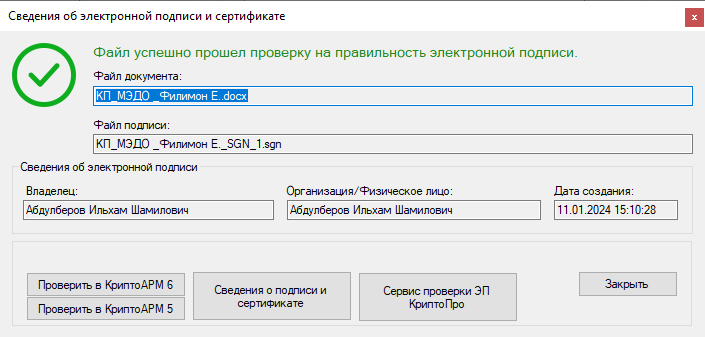 Сведения об электронной подписи и сертификате
Файл успешно прошел проверку на правильность электронной подписи.
Файл документа:
КП_МЭДО _Филимон Е..docx
Файл подписи:
КП_МЭДО _Филимон Е._SGN_1.sgn
Сведения об электронной подписи
Владелец: Организация/Физическое лицо: Дата создания:
Абдулберов Ильхам Шамилович Абдулберов Ильхам Шамилович 11.01.2024 15:10:28
Проверить в КриптоАРМ 6
Проверить в КриптоАРМ 5
Сведения о подписи и
сертификате
Сервис проверки ЭП
КриптоПро
Закрыть